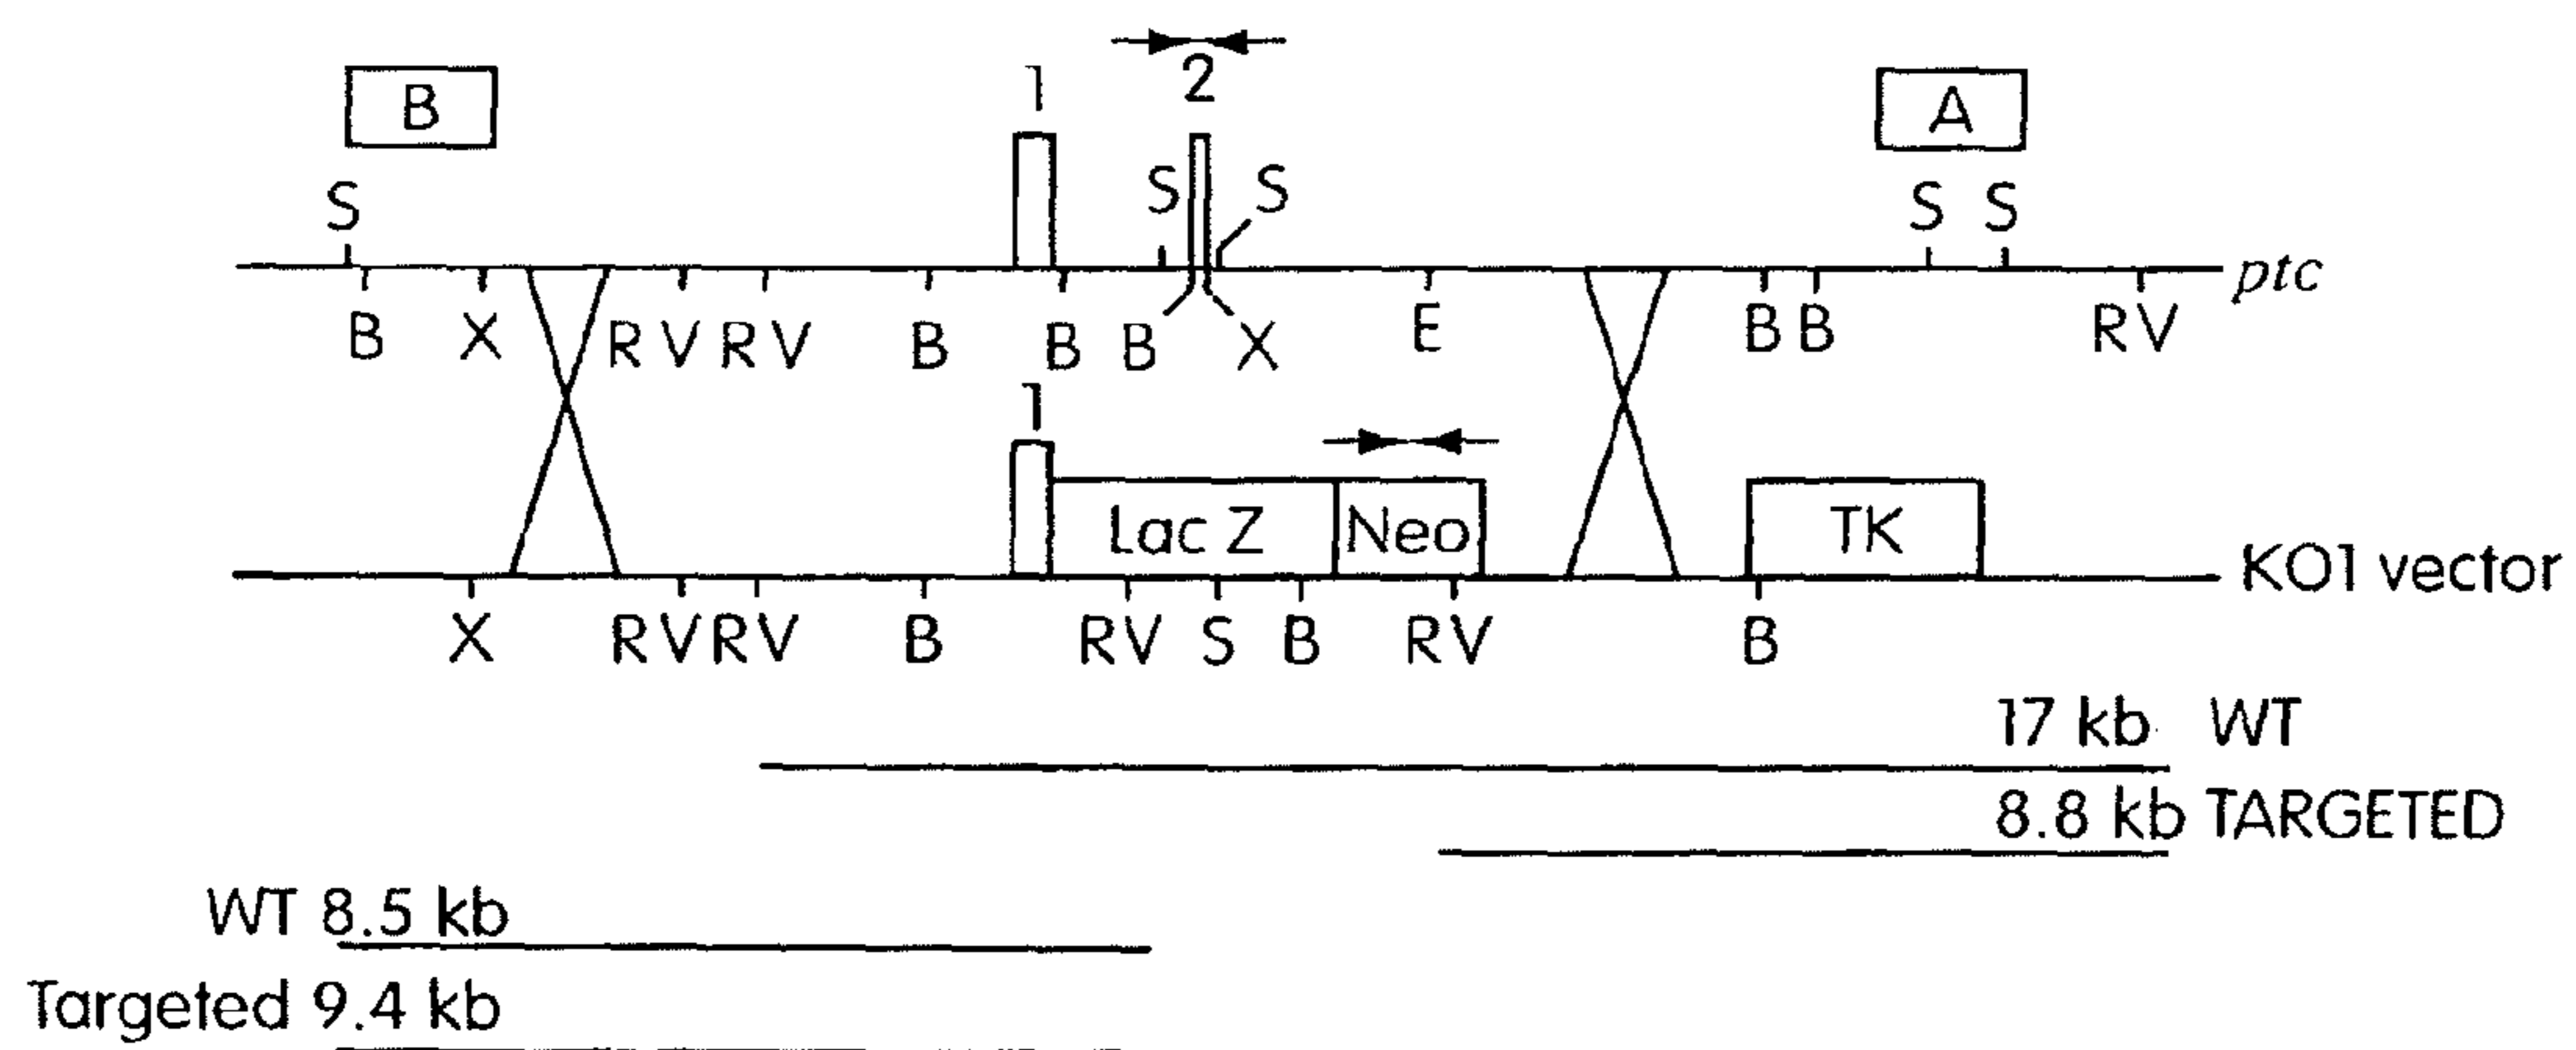 B 1 2 A
S S S S S
ptc
B X RV RV B B B X E B B RV
1
Lac Z Neo TK
KO1 vector
X RV RV B RV S B RV B
17 kb WT
8.8 kb TARGETED
WT 8.5 kb
Targeted 9.4 kb